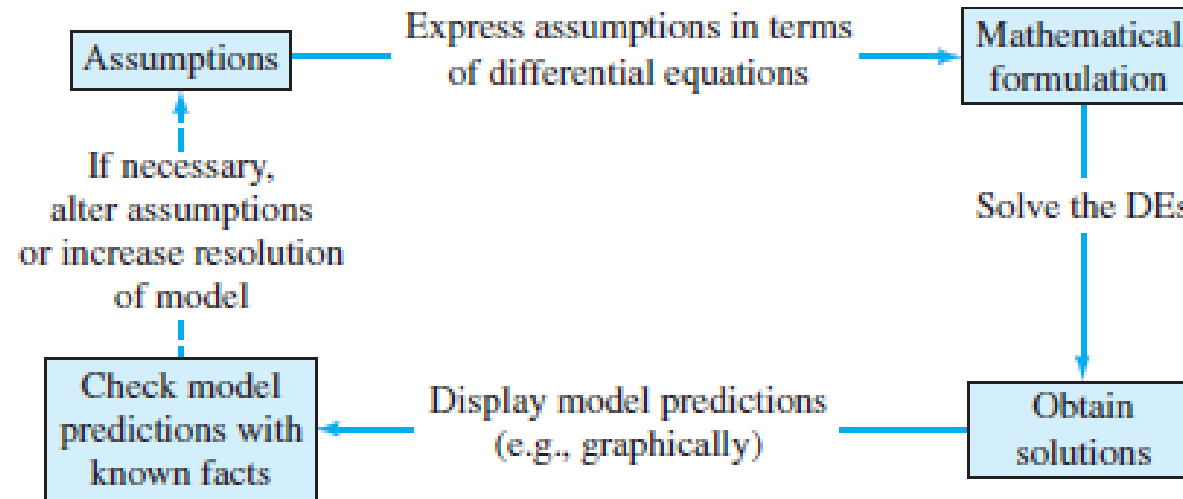 Assumptions
Express assumptions in terms
of differential equations
Mathematical
formulation
If necessary,
alter assumptions
or increase resolution
of model
Solve the DEs
Check model
predictions with
known facts
Display model predictions
(e.g., graphically)
Obtain
solutions